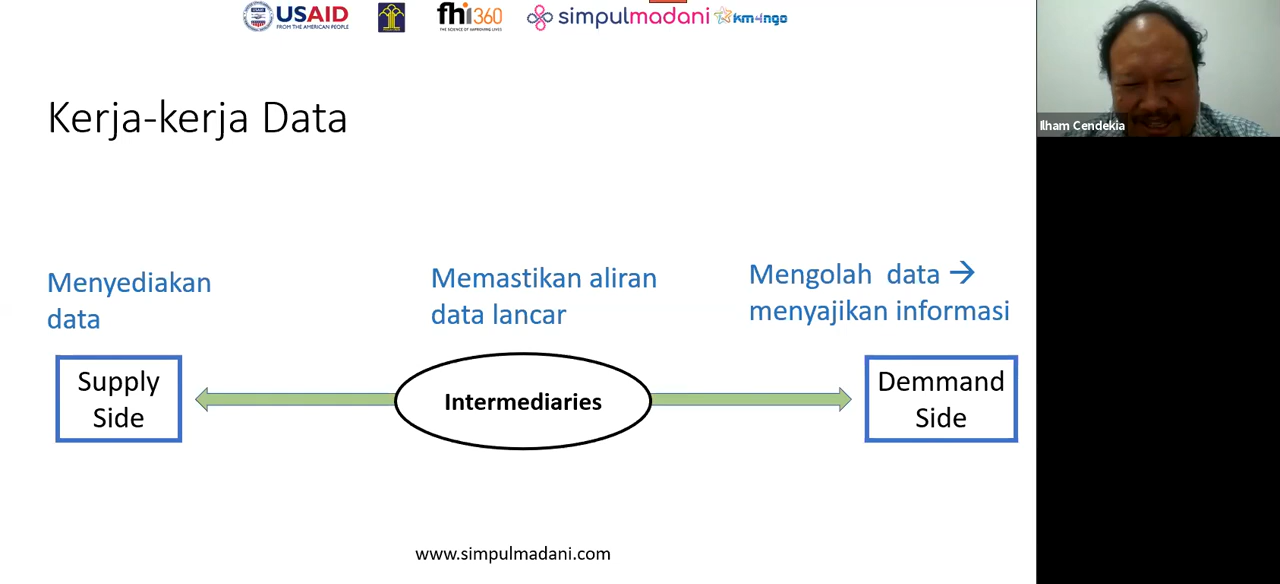 USAID
FROM THE AMERICAN PEOPLE
fhi360
THE SCIENCE OF IMPROVING LIVES
simpulmadani
km4ngo
Ilham Cendekia
Kerja-kerja Data
Menyediakan
data
Memastikan aliran
data lancar
Mengolah data →
menyajikan informasi
Supply
Side
Intermediaries
Demmand
Side
www.simpulmadani.com